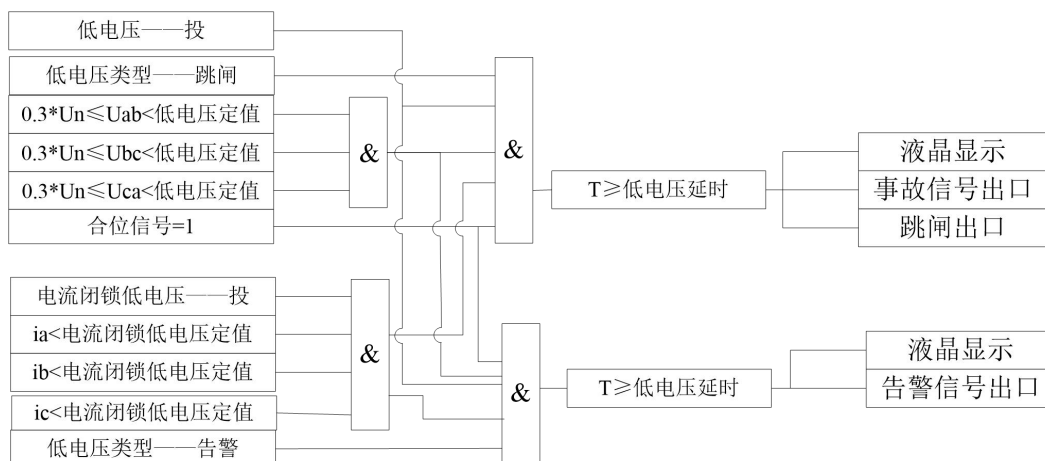 低电压——投
低电压类型——跳闸
0.3*Un≤Uab<低电压定值
0.3*Un≤Ubc<低电压定值
0.3*Un≤Uca<低电压定值
合位信号=1
&
&
T≥低电压延时
液晶显示
事故信号出口
跳闸出口
电流闭锁低电压——投
ia<电流闭锁低电压定值
ib<电流闭锁低电压定值
ic<电流闭锁低电压定值
低电压类型——告警
&
&
T≥低电压延时
液晶显示
告警信号出口